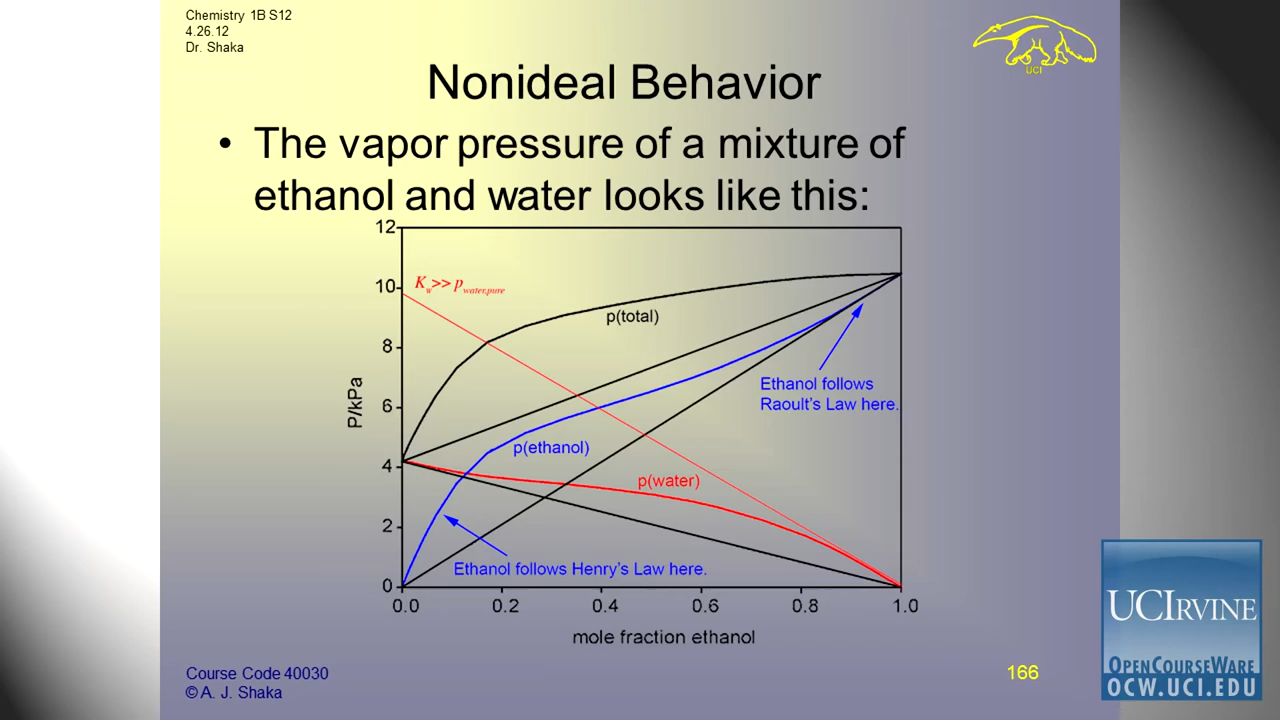 Chemistry 1B S12
4.26.12
Dr. Shaka
UCI
Nonideal Behavior
• The vapor pressure of a mixture of
ethanol and water looks like this:
12
10
8
6
4
2
0
P/kPa
Kw>> pwater,pure
p(total)
Ethanol follows
Raoult's Law here.
p(ethanol)
p(water)
Ethanol follows Henry's Law here.
0.0 0.2 0.4 0.6 0.8 1.0
mole fraction ethanol
Course Code 40030
© A. J. Shaka
166
UCIRVINE
OPENCOURSEWARE
OCW.UCI.EDU